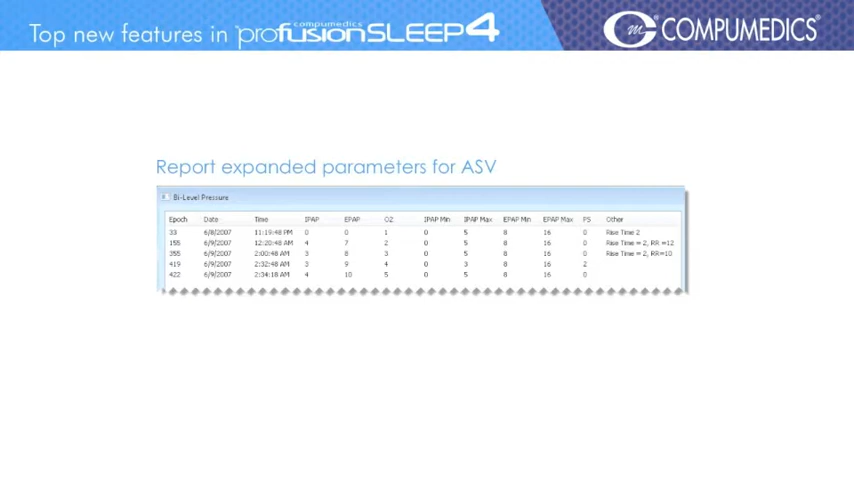 Top new features in compumedics profusionSLEEP4
COMPUMEDICS®
Report expanded parameters for ASV
Bi-Level Pressure
Epoch Date Time IPAP EPAP O2 IPAP Min IPAP Max EPAP Min EPAP Max PS Other
33 6/8/2007 11:19:48 PM 0 0 1 0 5 8 16 0 Rise Time 2
155 6/9/2007 12:20:48 AM 4 7 2 0 5 8 16 0 Rise Time = 2, RR =12
355 6/9/2007 2:00:48 AM 3 8 3 0 5 8 16 0 Rise Time = 2, RR=10
419 6/9/2007 2:32:48 AM 3 9 4 0 3 8 16 2
422 6/9/2007 2:34:18 AM 4 10 5 0 5 8 16 0